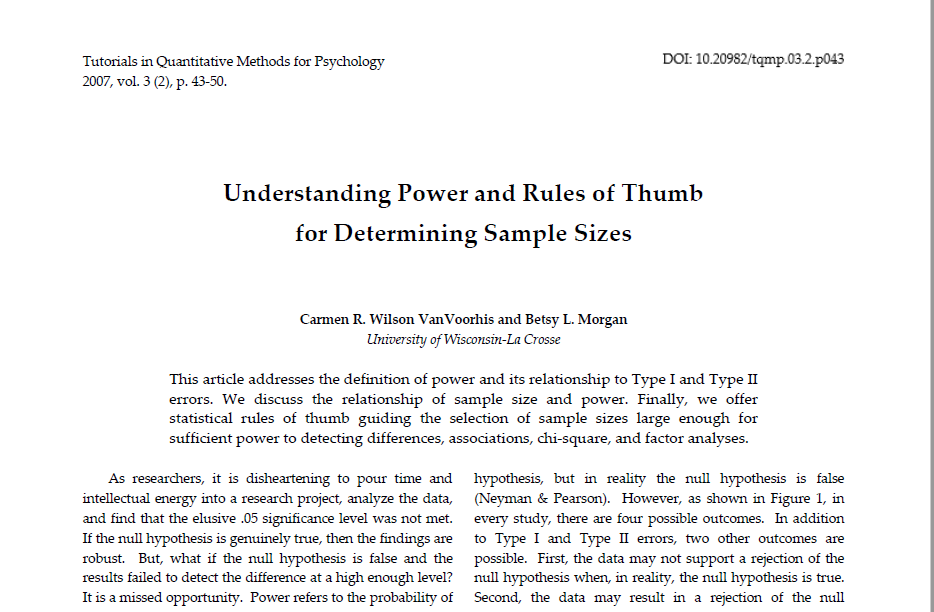 Tutorials in Quantitative Methods for Psychology
2007, vol. 3 (2), p. 43-50.
DOI: 10.20982/tqmp.03.2.p043
Understanding Power and Rules of Thumb
for Determining Sample Sizes
Carmen R. Wilson VanVoorhis and Betsy L. Morgan
University of Wisconsin-La Crosse
This article addresses the definition of power and its relationship to Type I and Type II
errors. We discuss the relationship of sample size and power. Finally, we offer
statistical rules of thumb guiding the selection of sample sizes large enough for
sufficient power to detecting differences, associations, chi-square, and factor analyses.
As researchers, it is disheartening to pour time and
intellectual energy into a research project, analyze the data,
and find that the elusive .05 significance level was not met.
If the null hypothesis is genuinely true, then the findings are
robust. But, what if the null hypothesis is false and the
results failed to detect the difference at a high enough level?
It is a missed opportunity. Power refers to the probability of
hypothesis, but in reality the null hypothesis is false
(Neyman & Pearson). However, as shown in Figure 1, in
every study, there are four possible outcomes. In addition
to Type I and Type II errors, two other outcomes are
possible. First, the data may not support a rejection of the
null hypothesis when, in reality, the null hypothesis is true.
Second, the data may result in a rejection of the null